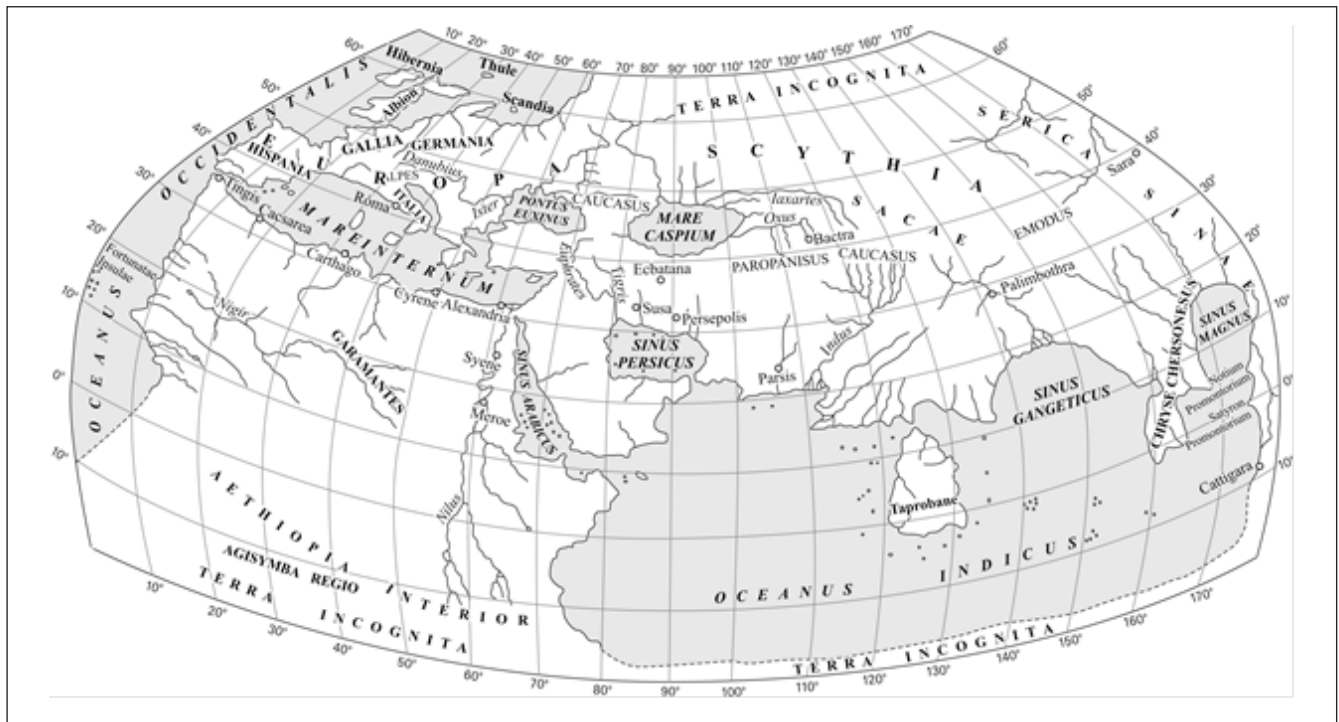 10° 20° 30° 40° 50° 60° 70° 80° 90° 100° 110° 120° 130° 140° 150° 160° 170°
60°
50°
40°
30°
20°
10°
0°
10°
60°
50°
40°
30°
20°
10°
0°
10°
OCEANUS OCCIDENTALIS
Hibernia
Thule
Albion
Scandia
TERRA INCOGNITA
SERICA
Sara
EUROPA
GALLIA
GERMANIA
HISPANIA
Danubius
ALPES
ITALIA
Roma
Ister
PONTUS
EUXINUS
CAUCASUS
MARE
CASPIUM
SCYTHIA
SACAE
Iaxartes
Oxus
Bactra
EMODUS
SINAE
Tingis
Caesarea
Carthago
MARE INTERNUM
Cyrene
Alexandria
Euphrates
Tigris
Ecbatana
Susa
Persepolis
PAROPANISUS
CAUCASUS
Palimbothra
Fortunatae
Insulae
Nigir
GARAMANTES
Syene
Meroe
SINUS ARABICUS
SINUS
-PERSICUS
Parsis
Indus
SINUS
GANGETICUS
CHRYSE CHERSONESUS
SINUS
MAGNUS
Notium
Promontorium
Satyron
Promontorium
Cattigara
Nilus
Taprobane
AETHIOPIA INTERIOR
AGISYMBA REGIO
TERRA INCOGNITA
OCEANUS INDICUS
TERRA INCOGNITA
10° 20° 30° 40° 50° 60° 70° 80° 90° 100° 110° 120° 130° 140° 150° 160° 170°